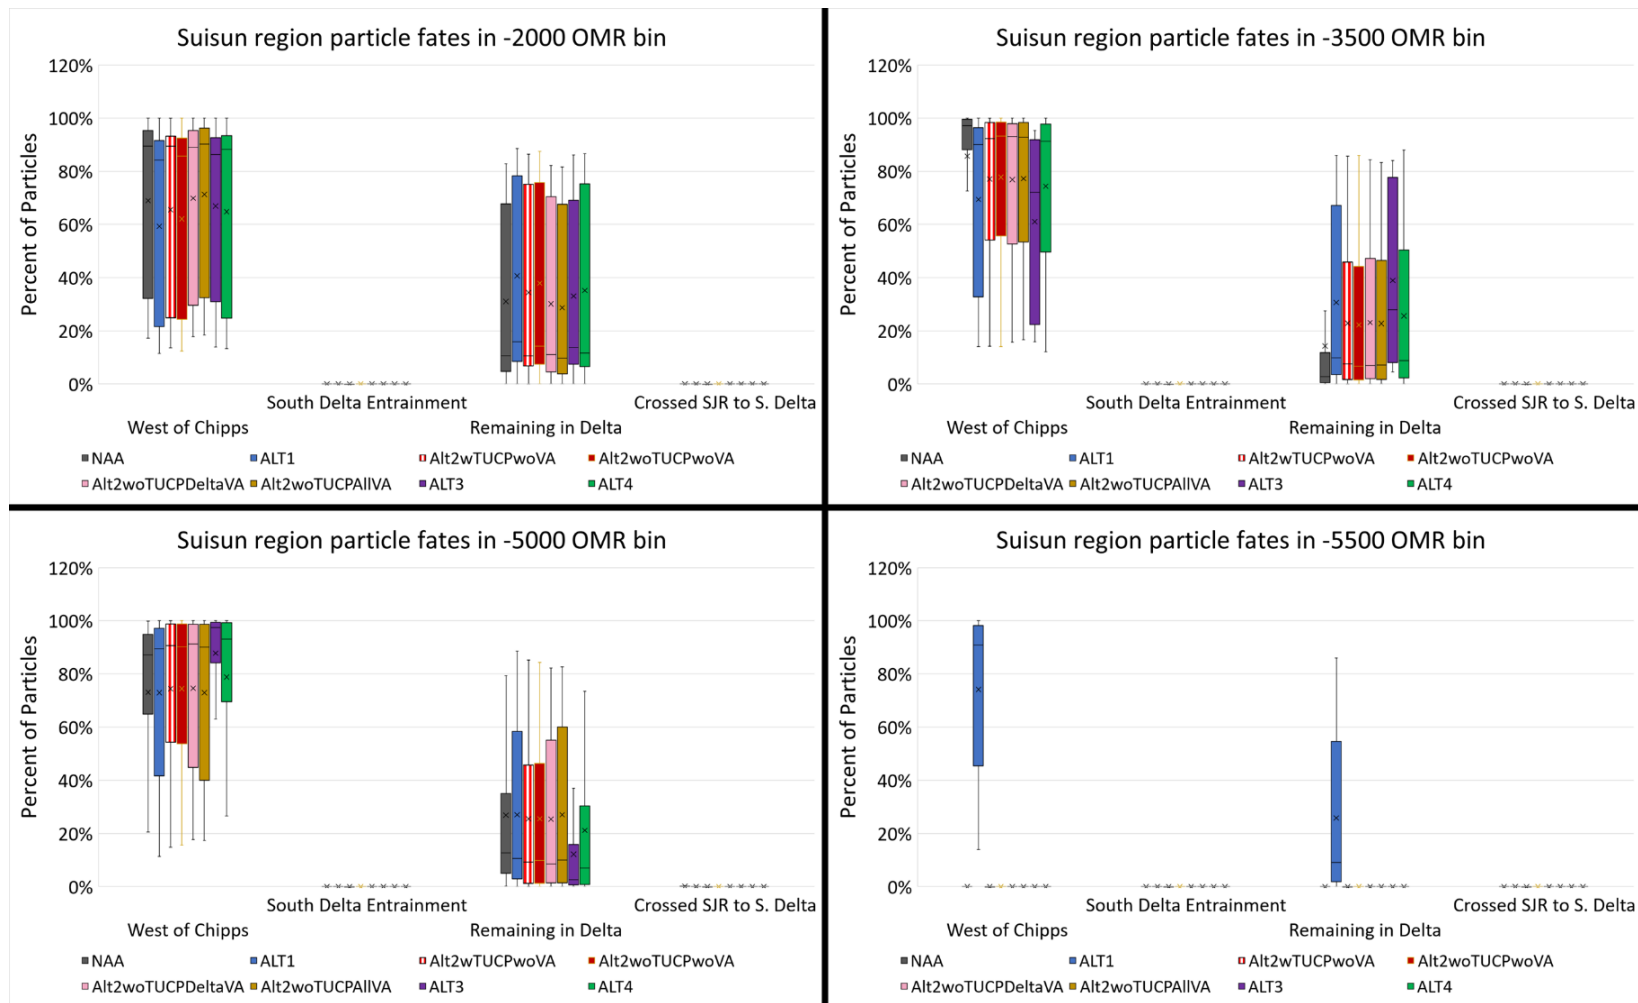 Suisun region particle fates in -2000 OMR bin
120%
100%
80%
60%
40%
20%
0%
Percent of Particles
South Delta Entrainment
Crossed SJR to S. Delta
West of Chipps
Remaining in Delta
NAA
ALT1
Alt2wTUCPwoVA
Alt2woTUCPwoVA
Alt2woTUCPDeltaVA
Alt2woTUCPAllVA
ALT3
ALT4
Suisun region particle fates in -3500 OMR bin
120%
100%
80%
60%
40%
20%
0%
Percent of Particles
South Delta Entrainment
Crossed SJR to S. Delta
West of Chipps
Remaining in Delta
NAA
ALT1
Alt2wTUCPwoVA
Alt2woTUCPwoVA
Alt2woTUCPDeltaVA
Alt2woTUCPAllVA
ALT3
ALT4
Suisun region particle fates in -5000 OMR bin
120%
100%
80%
60%
40%
20%
0%
Percent of Particles
South Delta Entrainment
Crossed SJR to S. Delta
West of Chipps
Remaining in Delta
NAA
ALT1
Alt2wTUCPwoVA
Alt2woTUCPwoVA
Alt2woTUCPDeltaVA
Alt2woTUCPAllVA
ALT3
ALT4
Suisun region particle fates in -5500 OMR bin
120%
100%
80%
60%
40%
20%
0%
Percent of Particles
South Delta Entrainment
Crossed SJR to S. Delta
West of Chipps
Remaining in Delta
NAA
ALT1
Alt2wTUCPwoVA
Alt2woTUCPwoVA
Alt2woTUCPDeltaVA
Alt2woTUCPAllVA
ALT3
ALT4